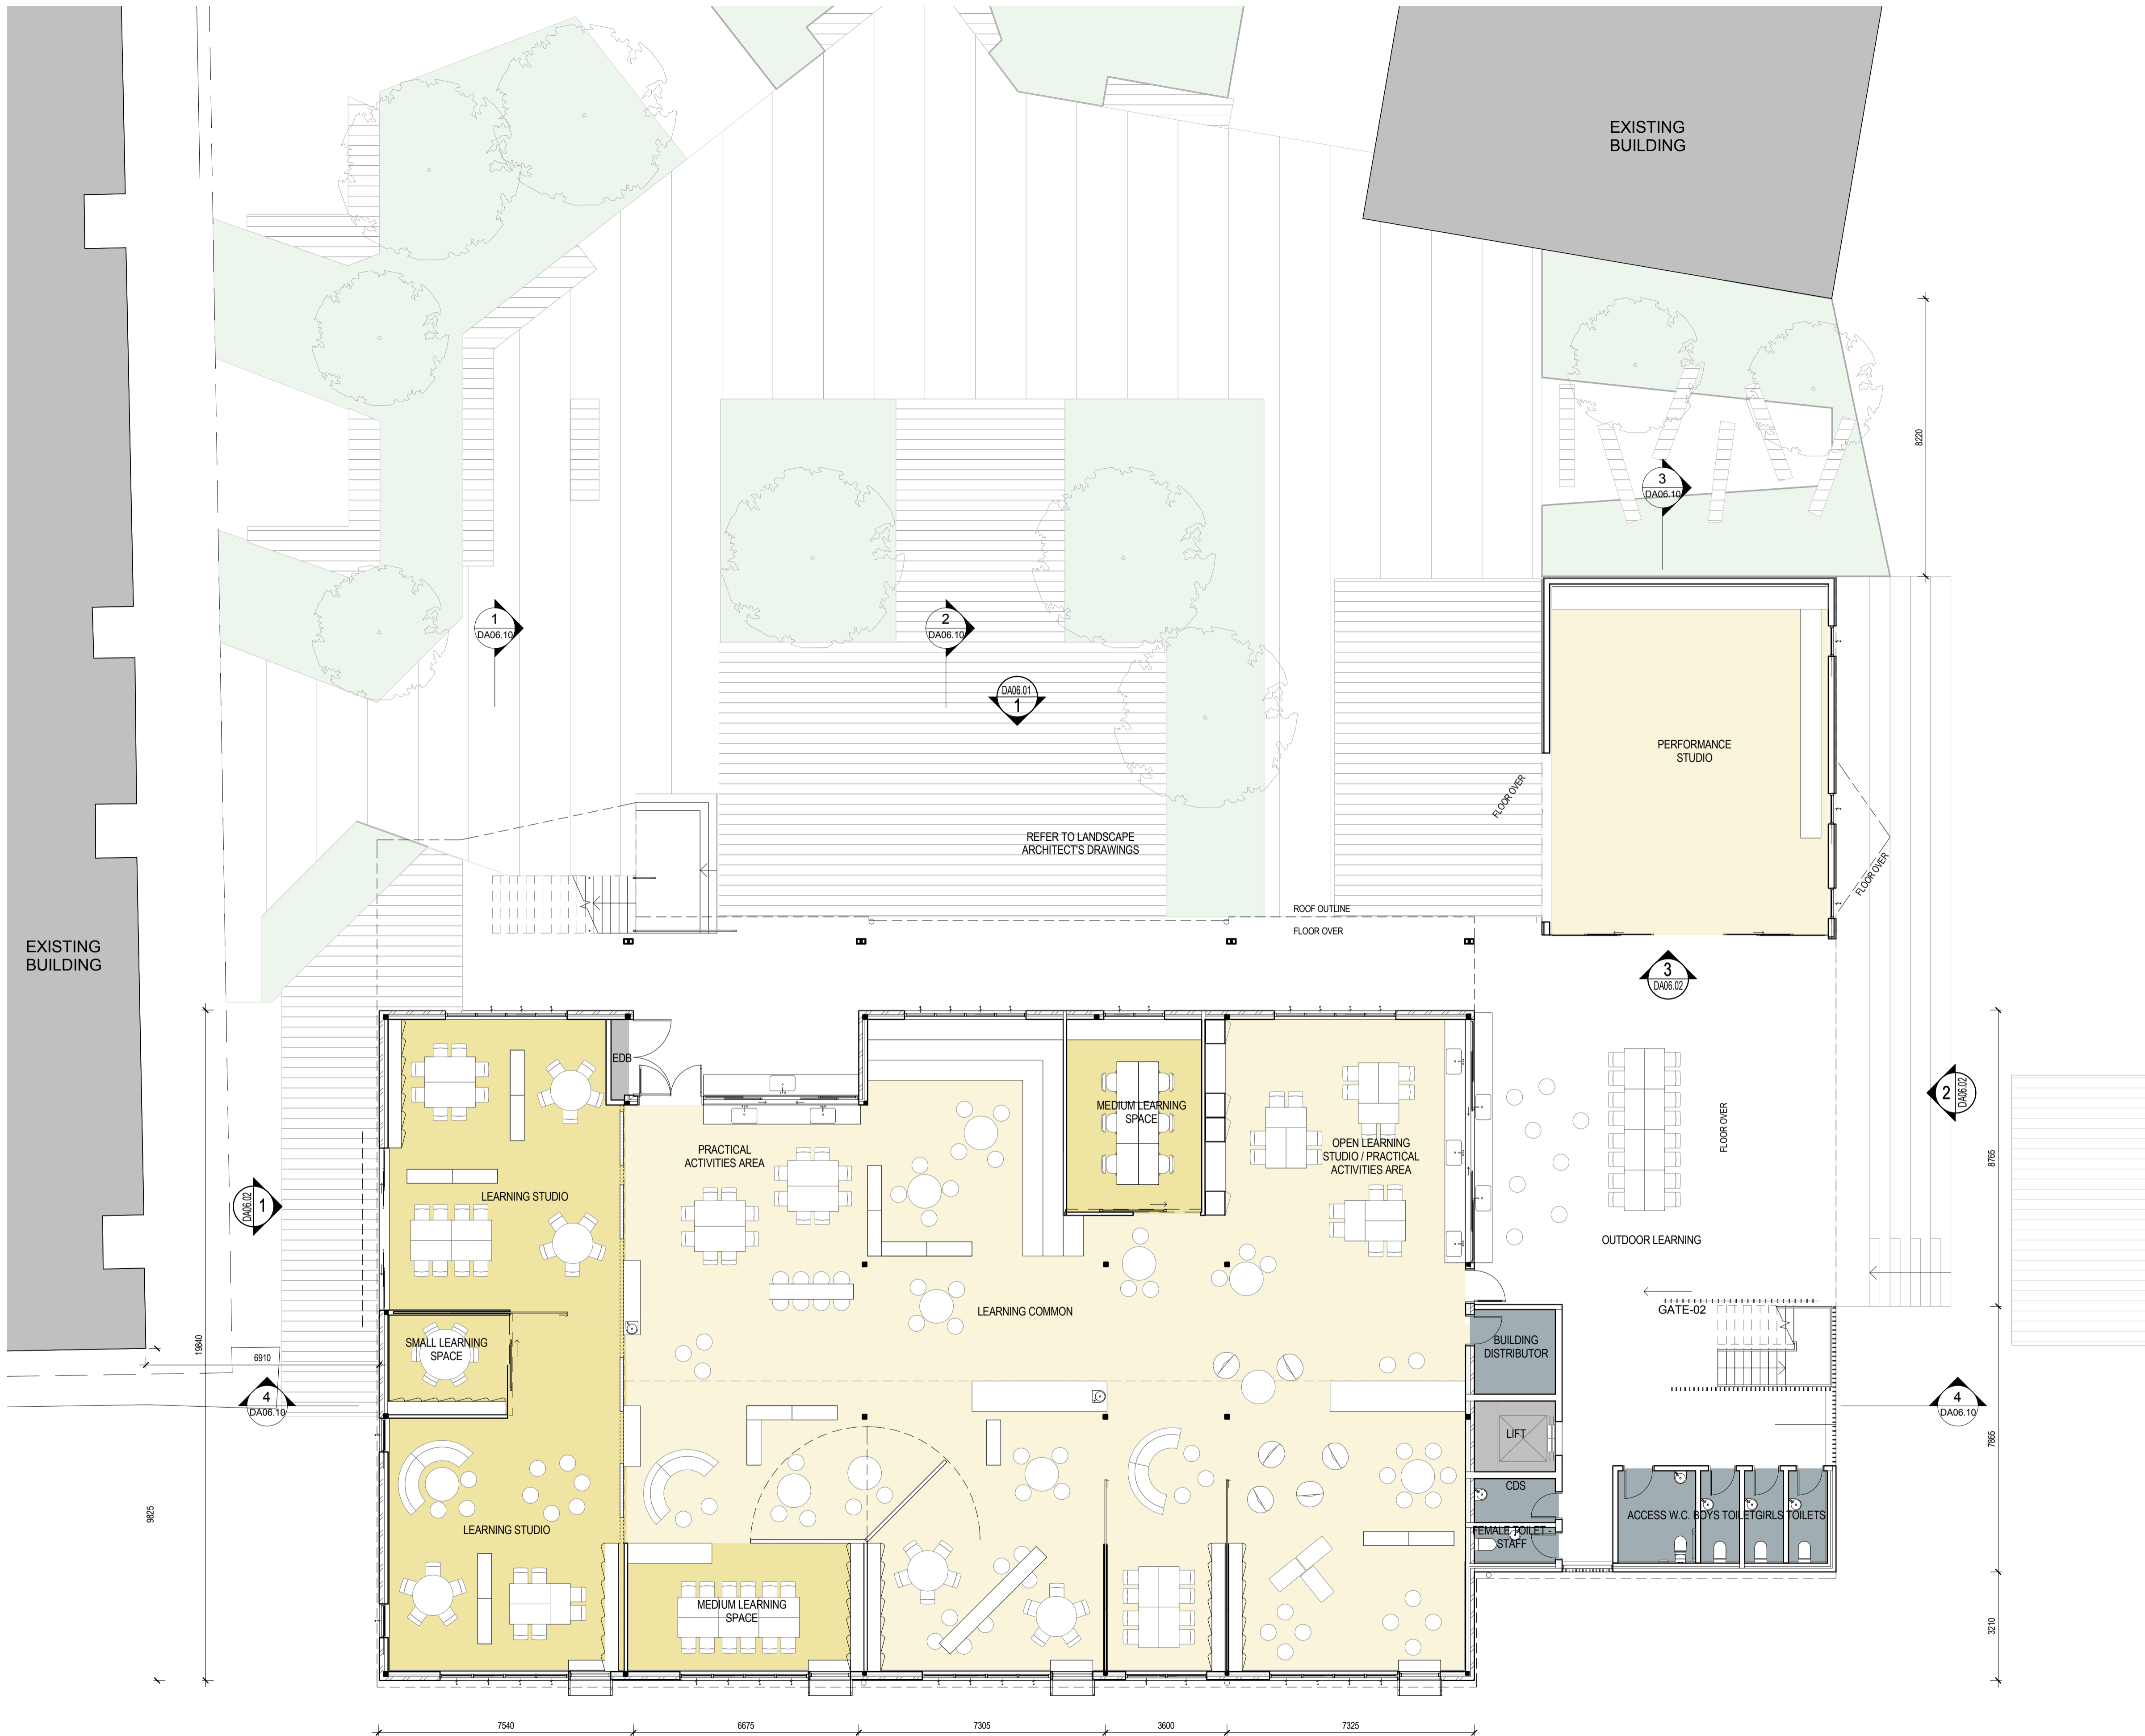 EXISTING
BUILDING
8220
3
DA06.10
1
DA06.10
2
DA06.10
DA06.01
1
PERFORMANCE
STUDIO
FLOOR OVER
REFER TO LANDSCAPE
ARCHITECT'S DRAWINGS
FLOOR OVER
ROOF OUTLINE
FLOOR OVER
EXISTING
BUILDING
3
DA06.02
EDB
MEDIUM LEARNING
SPACE
2
DA06.02
FLOOR OVER
PRACTICAL
ACTIVITIES AREA
OPEN LEARNING
STUDIO / PRACTICAL
ACTIVITIES AREA
8765
LEARNING STUDIO
1
DA06.02
OUTDOOR LEARNING
LEARNING COMMON
GATE-02
SMALL LEARNING
SPACE
BUILDING
DISTRIBUTOR
19840
6910
4
DA06.10
4
DA06.10
LIFT
7865
CDS
9825
LEARNING STUDIO
ACCESS W.C.
BOYS TOILET
GIRLS TOILETS
FEMALE TOILET -
STAFF
MEDIUM LEARNING
SPACE
3210
7540
6675
7305
3600
7325